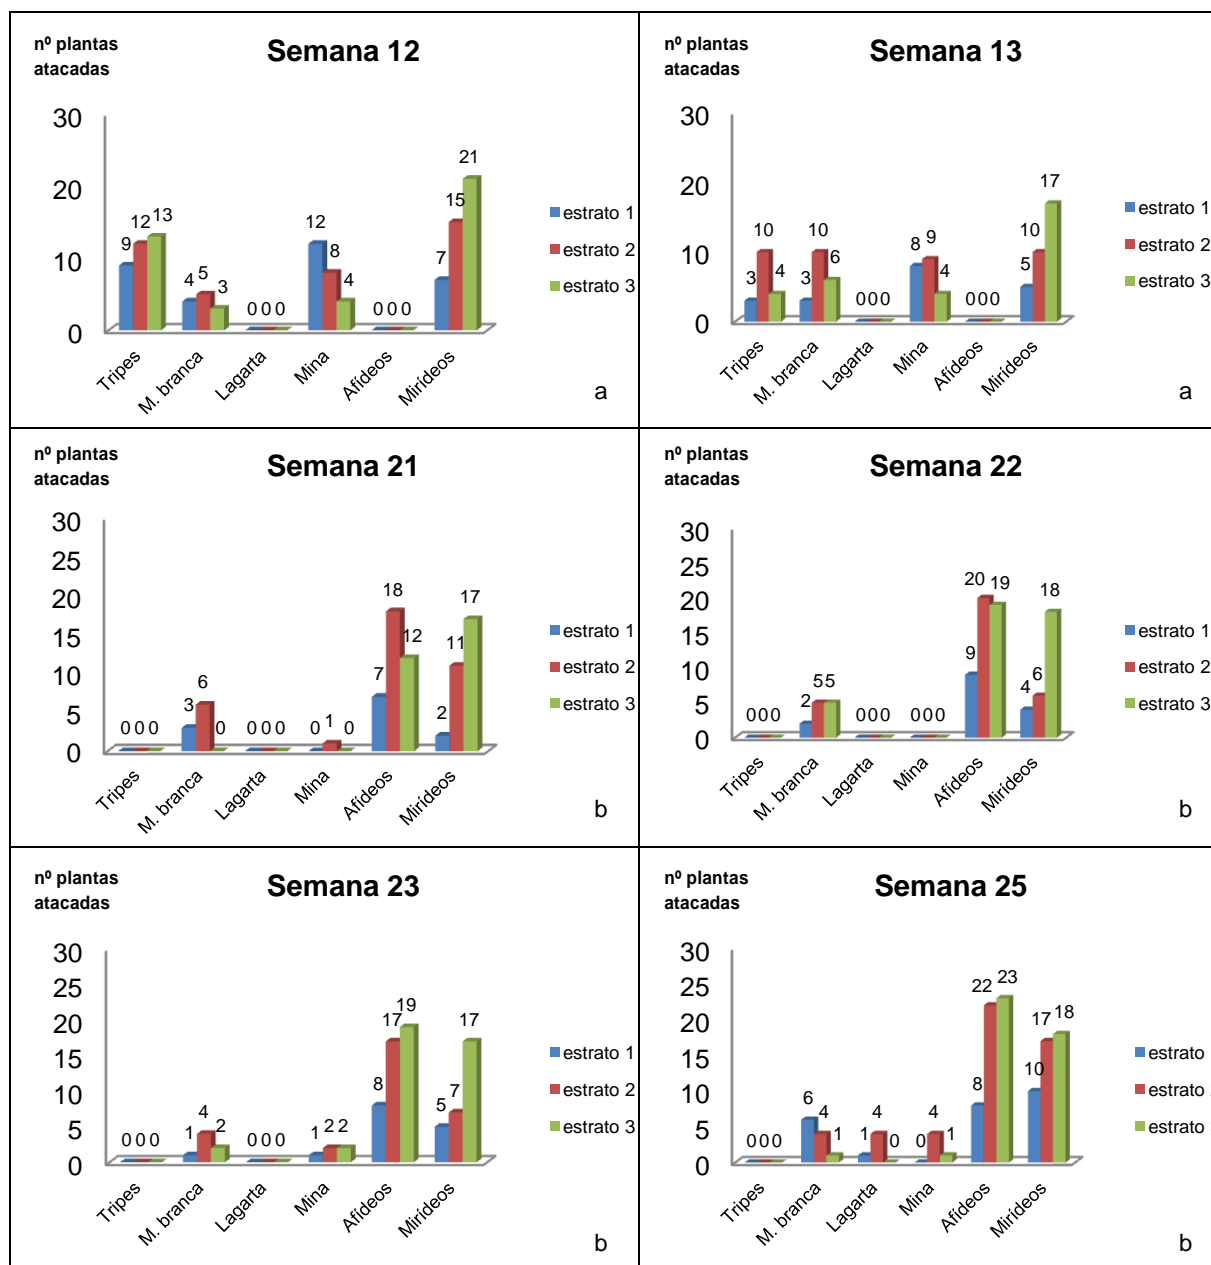 nº plantas
atacadas
Semana 12
30
20
10
0
9 12 13
4 5 3
0 0 0
12 8 4
0 0 0
7 15 21
Tripes
M. branca
Lagarta
Mina
Afídeos
Mirídeos
estrato 1
estrato 2
estrato 3
a
nº plantas
atacadas
Semana 13
30
20
10
0
3 10 4
3 10 6
0 0 0
8 9 4
0 0 0
5 10 17
Tripes
M. branca
Lagarta
Mina
Afídeos
Mirídeos
estrato 1
estrato 2
estrato 3
a
nº plantas
atacadas
Semana 21
30
25
20
15
10
5
0
0 0 0
3 6 0
0 0 0
0 1 0
7 18 12
2 11 17
Tripes
M. branca
Lagarta
Mina
Afídeos
Mirídeos
estrato 1
estrato 2
estrato 3
b
nº plantas
atacadas
Semana 22
30
25
20
15
10
5
0
0 0 0
2 5 5
0 0 0
0 0 0
9 20 19
4 6 18
Tripes
M. branca
Lagarta
Mina
Afídeos
Mirídeos
estrato 1
estrato 2
estrato 3
b
nº plantas
atacadas
Semana 23
30
25
20
15
10
5
0
0 0 0
1 4 2
0 0 0
1 2 2
8 17 19
5 7 17
Tripes
M. branca
Lagarta
Mina
Afídeos
Mirídeos
estrato 1
estrato 2
estrato 3
b
nº plantas
atacadas
Semana 25
30
25
20
15
10
5
0
0 0 0
6 4 1
1 4 0
0 4 1
8 22 23
10 17 18
Tripes
M. branca
Lagarta
Mina
Afídeos
Mirídeos
estrato
estrato
estrato
b